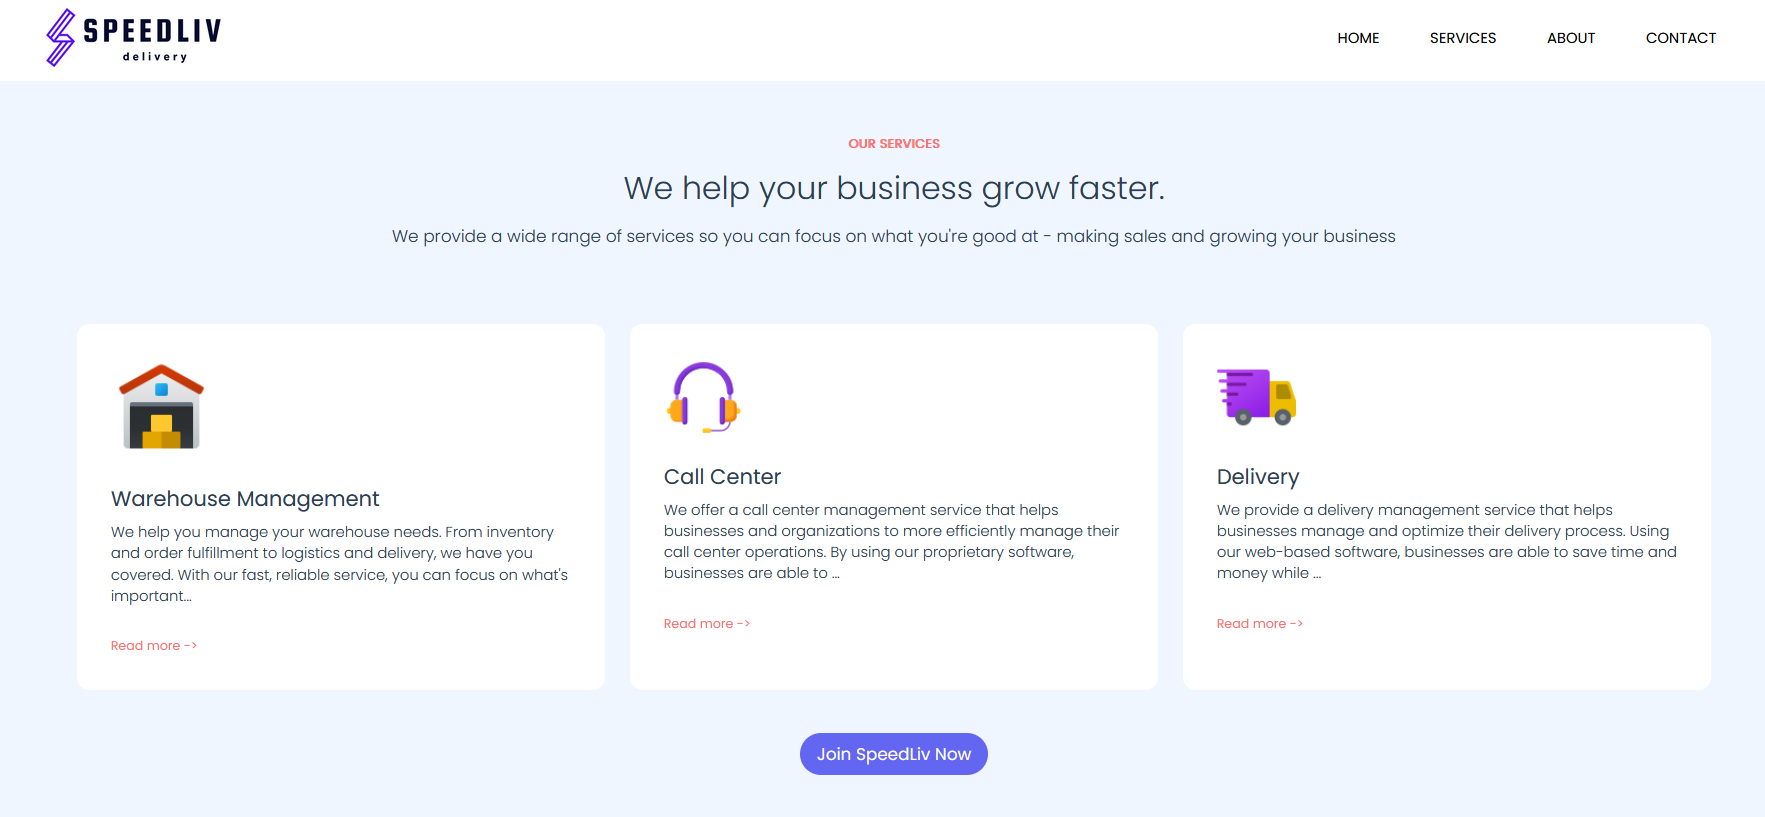 SPEEDLIV
delivery
HOME SERVICES ABOUT CONTACT
OUR SERVICES
We help your business grow faster.
We provide a wide range of services so you can focus on what you're good at - making sales and growing your business
Warehouse Management
We help you manage your warehouse needs. From inventory
and order fulfillment to logistics and delivery, we have you
covered. With our fast, reliable service, you can focus on what's
important...
Read more ->
Call Center
We offer a call center management service that helps
businesses and organizations to more efficiently manage their
call center operations. By using our proprietary software,
businesses are able to ...
Read more ->
Delivery
We provide a delivery management service that helps
businesses manage and optimize their delivery process. Using
our web-based software, businesses are able to save time and
money while ...
Read more ->
Join SpeedLiv Now